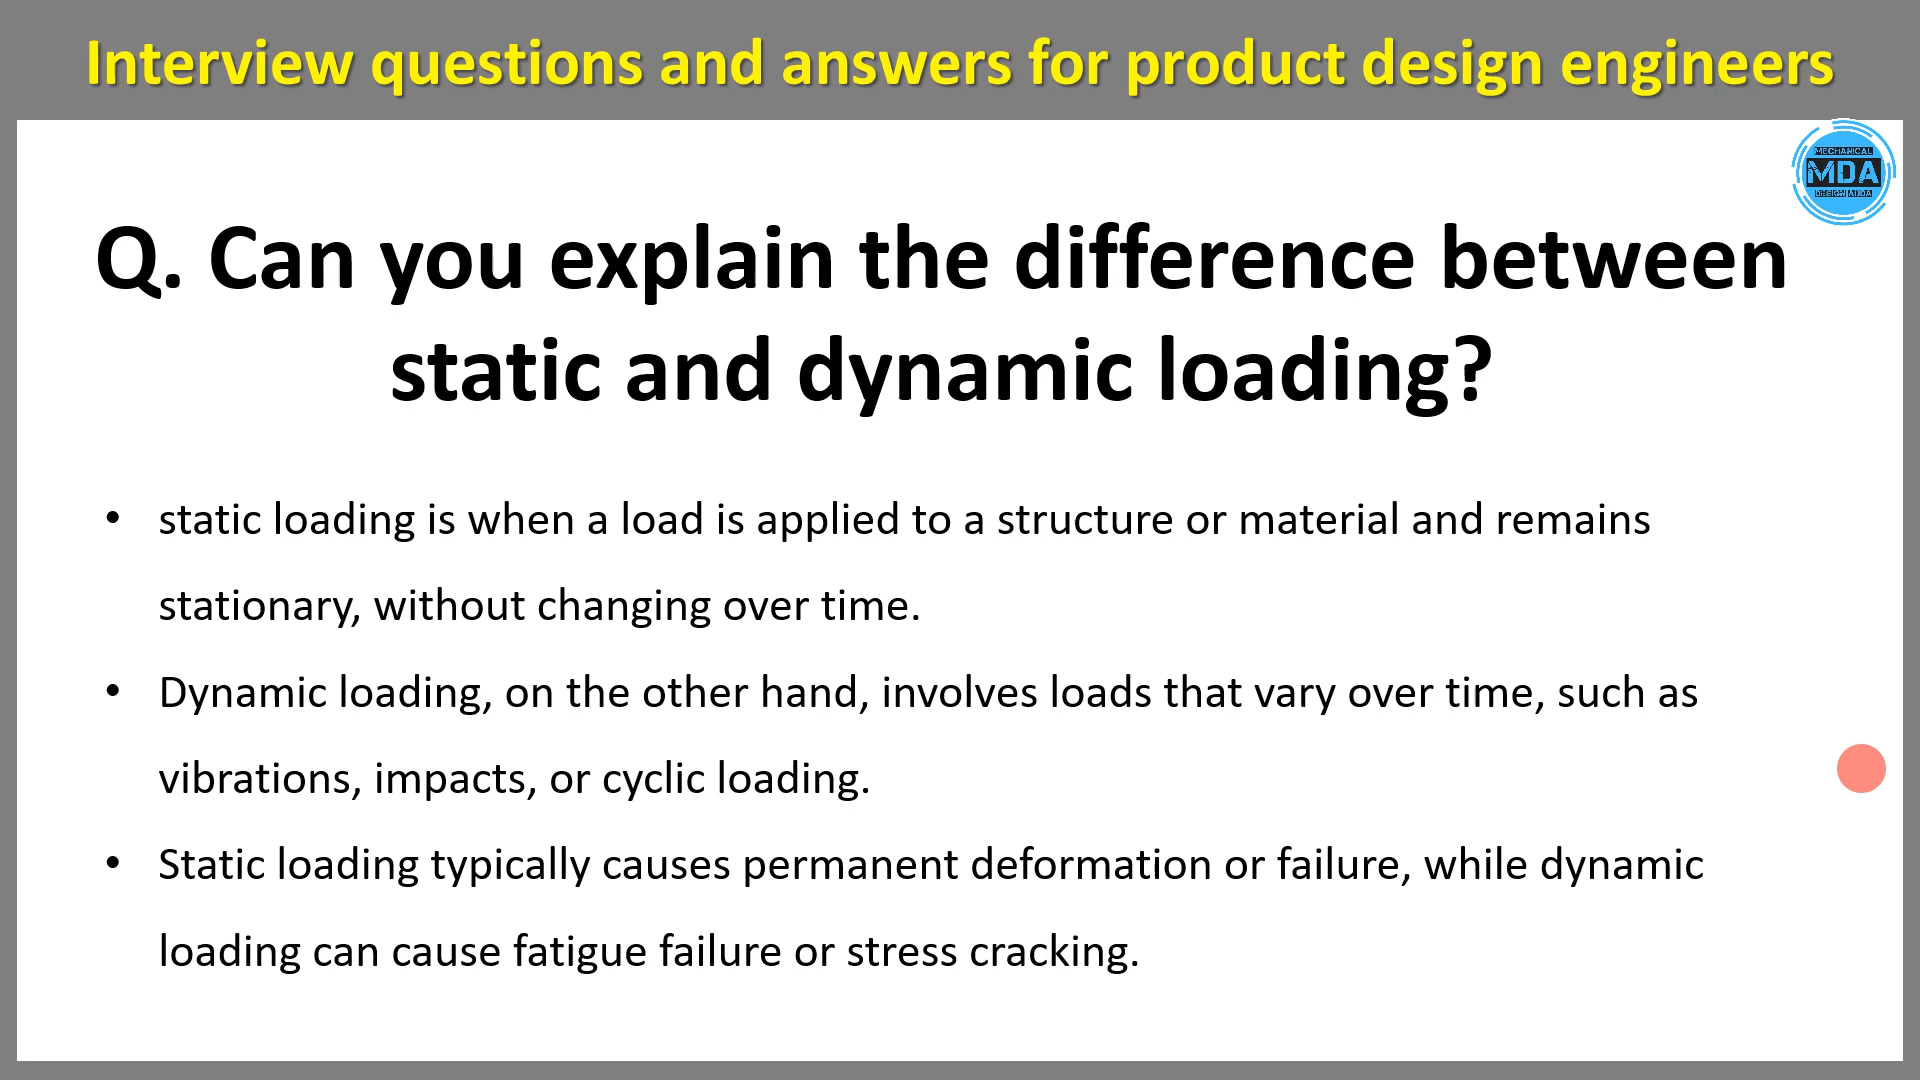 Interview questions and answers for product design engineers
MECHANICAL
MDA
DESIGN ADDA
Q. Can you explain the difference between
static and dynamic loading?
• static loading is when a load is applied to a structure or material and remains
stationary, without changing over time.
• Dynamic loading, on the other hand, involves loads that vary over time, such as
vibrations, impacts, or cyclic loading.
• Static loading typically causes permanent deformation or failure, while dynamic
loading can cause fatigue failure or stress cracking.